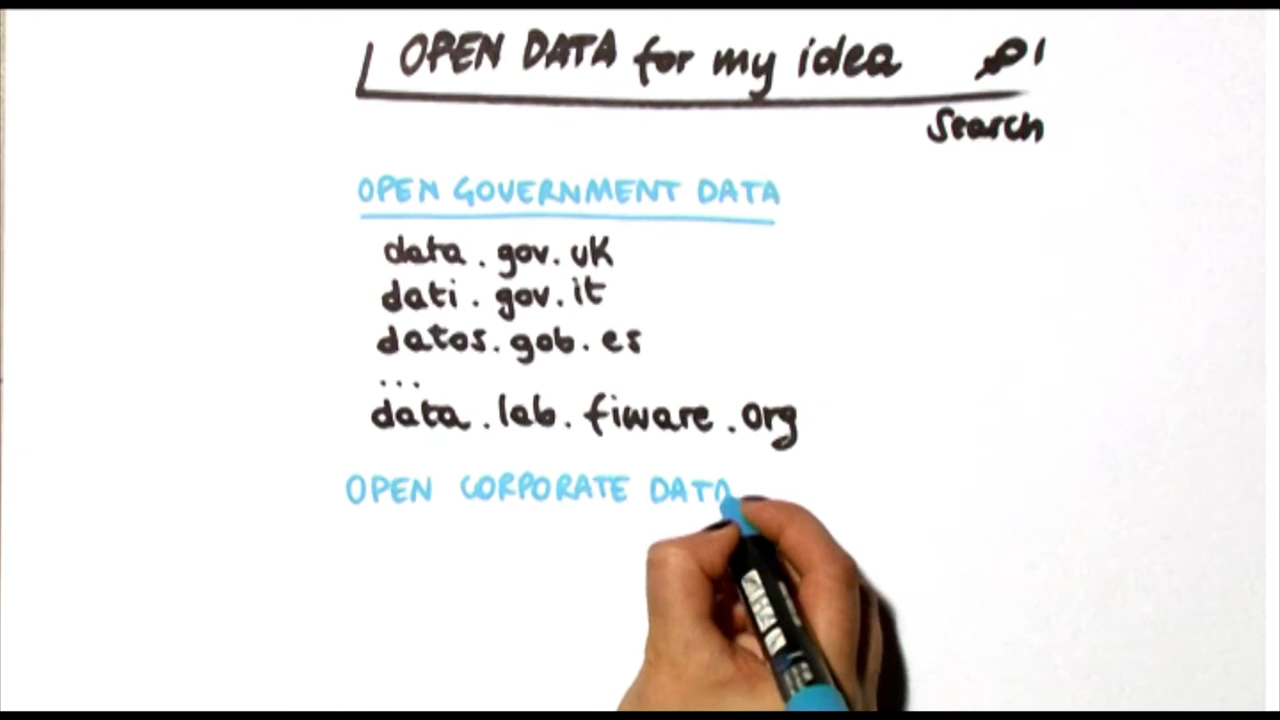 OPEN DATA for my idea
Search
OPEN GOVERNMENT DATA
data.gov.uk
dati.gov.it
datos.gob.es
...
data.lab.fiware.org
OPEN CORPORATE DATA